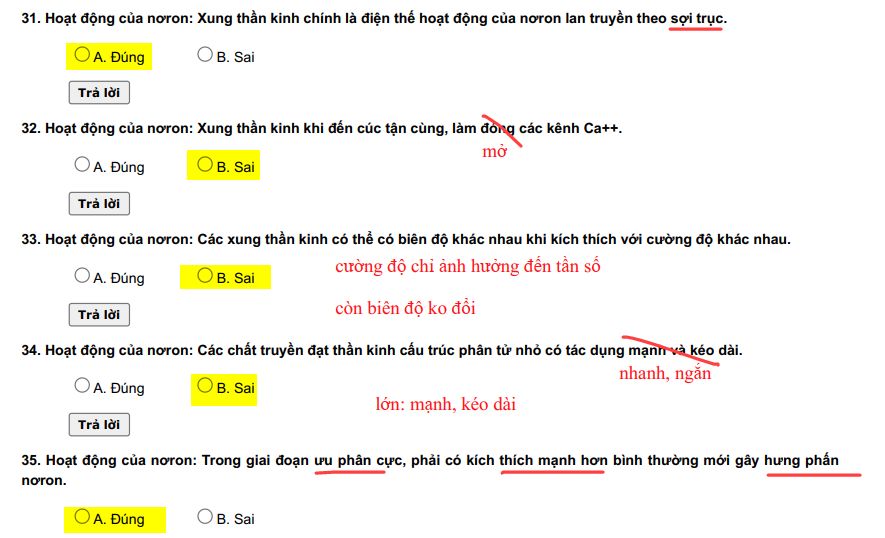 31. Hoạt động của nơron: Xung thần kinh chính là điện thế hoạt động của nơron lan truyền theo sợi trục.
A. Đúng B. Sai
Trả lời
32. Hoạt động của nơron: Xung thần kinh khi đến cúc tận cùng, làm đóng các kênh Ca++.
mở
A. Đúng B. Sai
Trả lời
33. Hoạt động của nơron: Các xung thần kinh có thể có biên độ khác nhau khi kích thích với cường độ khác nhau.
cường độ chỉ ảnh hưởng đến tần số
A. Đúng B. Sai
còn biên độ ko đổi
Trả lời
34. Hoạt động của nơron: Các chất truyền đạt thần kinh cấu trúc phân tử nhỏ có tác dụng mạnh và kéo dài.
nhanh, ngắn
A. Đúng B. Sai
lớn: mạnh, kéo dài
Trả lời
35. Hoạt động của nơron: Trong giai đoạn ưu phân cực, phải có kích thích mạnh hơn bình thường mới gây hưng phấn
nơron.
A. Đúng B. Sai